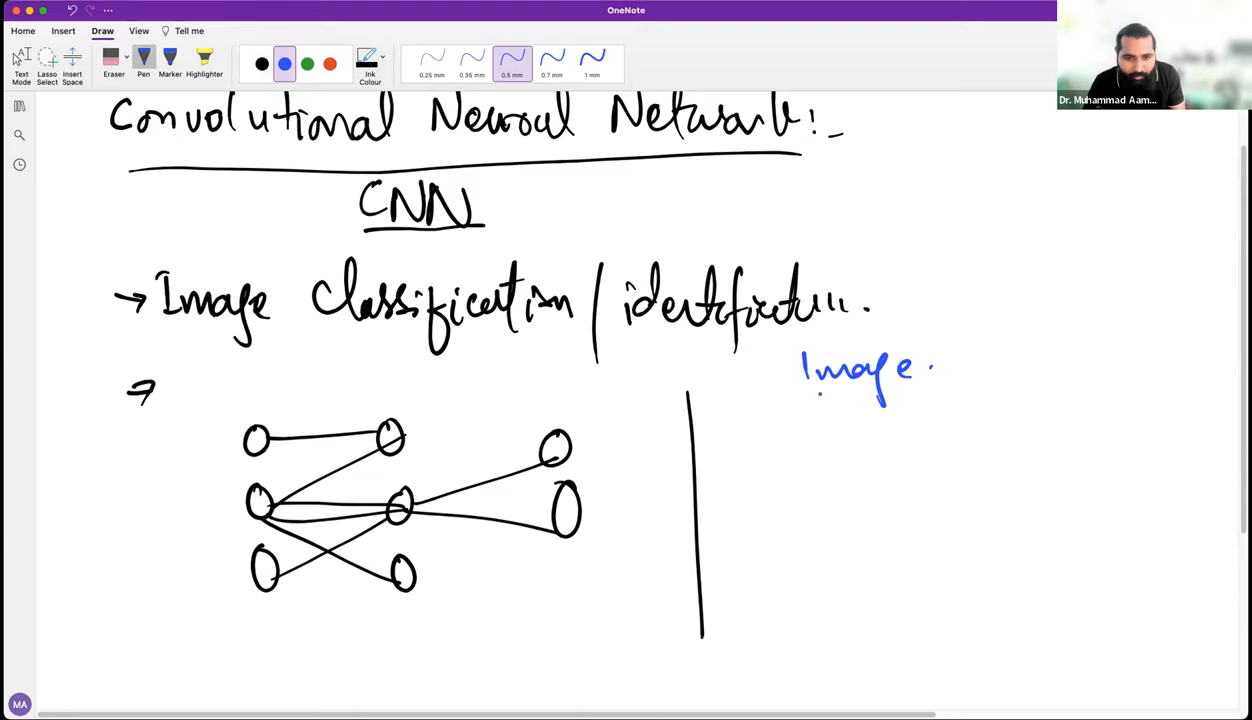 OneNote
Home Insert Draw View Tell me
Text Mode Lasso Select Insert Space Eraser Pen Marker Highlighter Ink Colour 0.25 mm 0.35 mm 0.5 mm 0.7 mm 1 mm
Dr. Muhammad Aam...
Convolutional Neural Network:-
CNN
→ Image Classification / identification.
Image.
⇒
MA